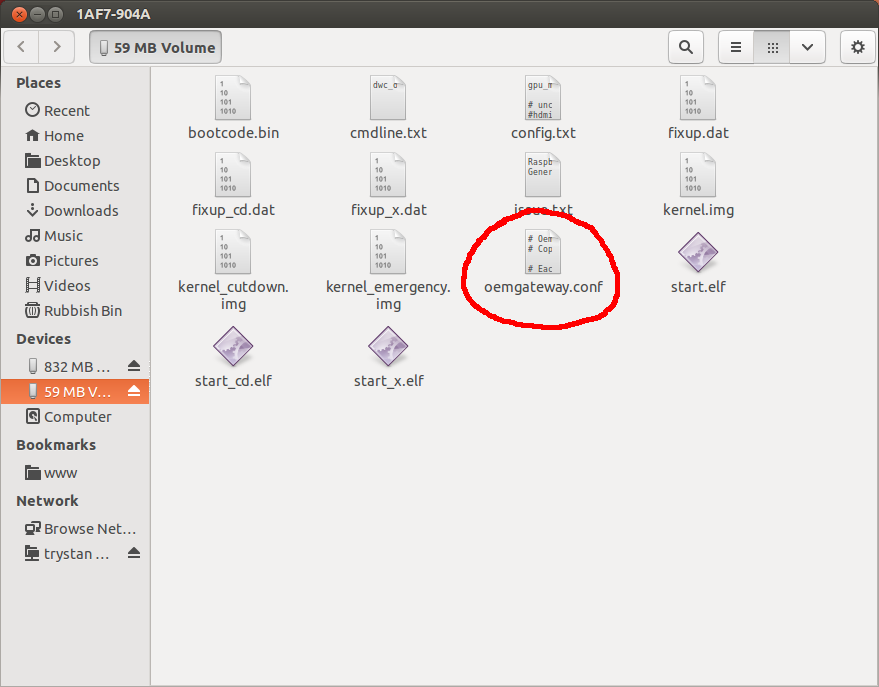 1AF7-904A
59 MB Volume
Places
Recent
Home
Desktop
Documents
Downloads
Music
Pictures
Videos
Rubbish Bin
Devices
832 MB ...
59 MB V...
Computer
Bookmarks
www
Network
Browse Net...
trystan ...
1
10
101
1010
bootcode.bin
dwc_o
cmdline.txt
gpu_m
# unc
#hdmi
config.txt
1
10
101
1010
fixup.dat
1
10
101
1010
fixup_cd.dat
1
10
101
1010
fixup_x.dat
Raspb
Gener
issue.txt
1
10
101
1010
kernel.img
1
10
101
1010
kernel_cutdown.
img
1
10
101
1010
kernel_emergency.
img
# Oem
# Cop
# Eac
oemgateway.conf
start.elf
start_cd.elf
start_x.elf